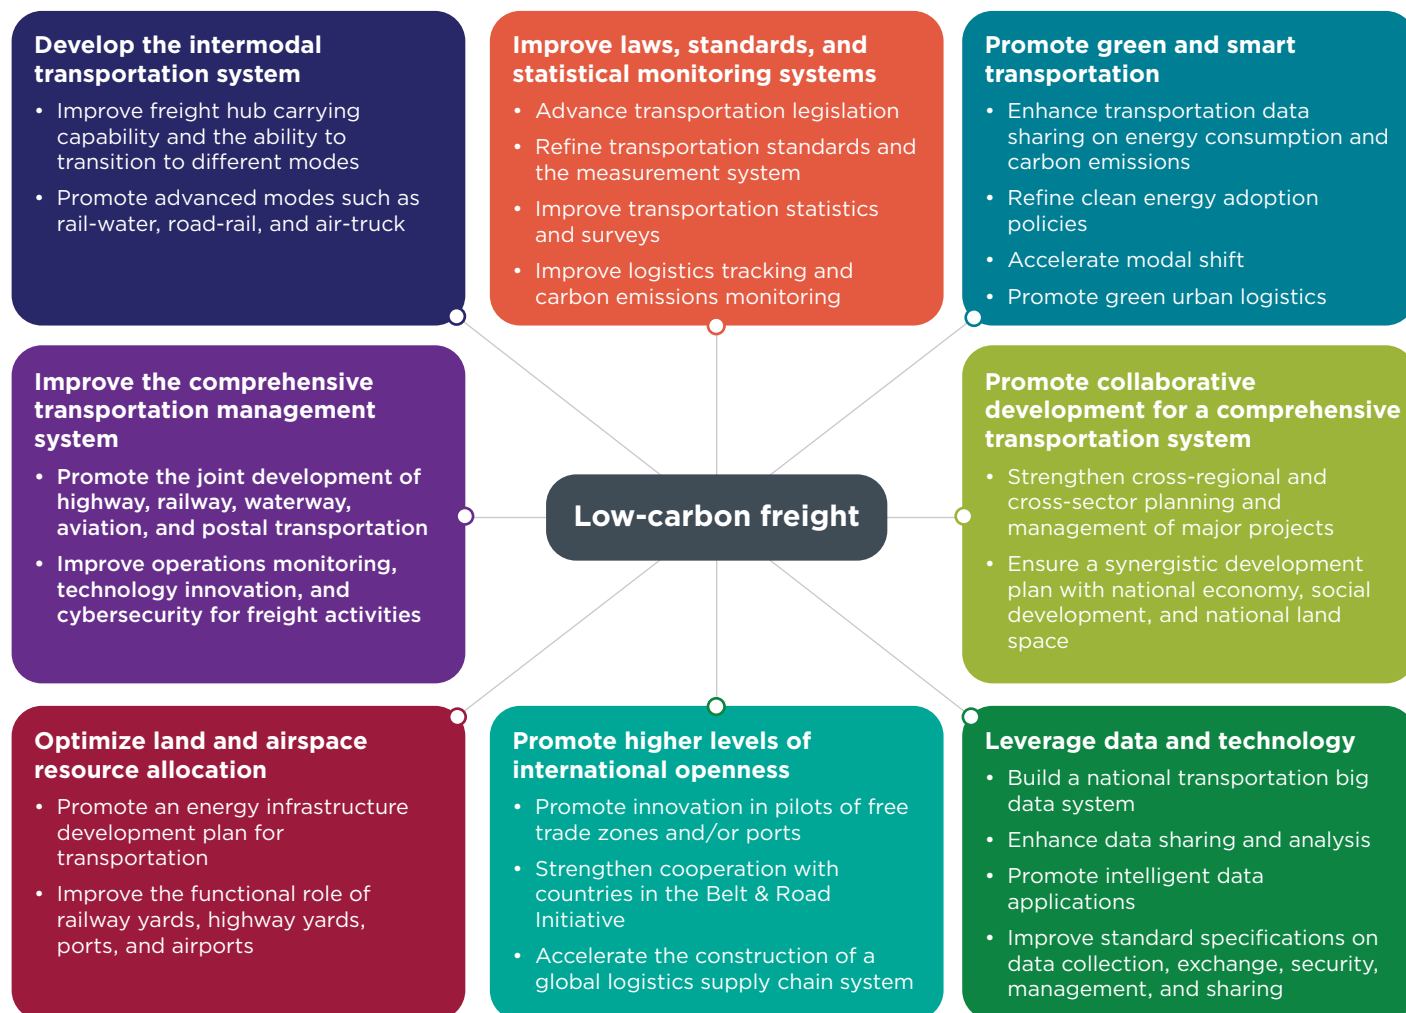 Develop the intermodal
transportation system
• Improve freight hub carrying
capability and the ability to
transition to different modes
• Promote advanced modes such as
rail-water, road-rail, and air-truck
Improve laws, standards, and
statistical monitoring systems
• Advance transportation legislation
• Refine transportation standards and
the measurement system
• Improve transportation statistics
and surveys
• Improve logistics tracking and
carbon emissions monitoring
Promote green and smart
transportation
• Enhance transportation data
sharing on energy consumption and
carbon emissions
• Refine clean energy adoption
policies
• Accelerate modal shift
• Promote green urban logistics
Improve the comprehensive
transportation management
system
• Promote the joint development of
highway, railway, waterway,
aviation, and postal transportation
• Improve operations monitoring,
technology innovation, and
cybersecurity for freight activities
Low-carbon freight
Promote collaborative
development for a comprehensive
transportation system
• Strengthen cross-regional and
cross-sector planning and
management of major projects
• Ensure a synergistic development
plan with national economy, social
development, and national land
space
Optimize land and airspace
resource allocation
• Promote an energy infrastructure
development plan for
transportation
• Improve the functional role of
railway yards, highway yards,
ports, and airports
Promote higher levels of
international openness
• Promote innovation in pilots of free
trade zones and/or ports
• Strengthen cooperation with
countries in the Belt & Road
Initiative
• Accelerate the construction of a
global logistics supply chain system
Leverage data and technology
• Build a national transportation big
data system
• Enhance data sharing and analysis
• Promote intelligent data
applications
• Improve standard specifications on
data collection, exchange, security,
management, and sharing